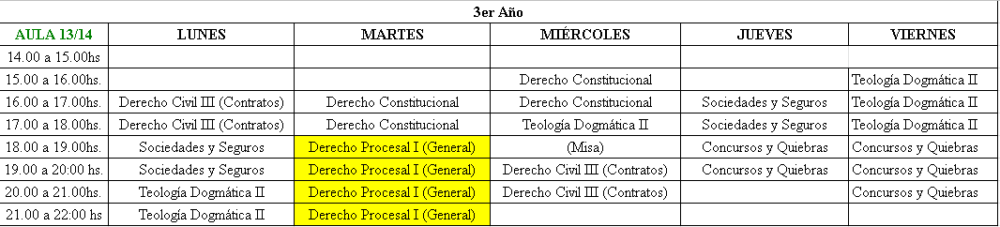 3er Año
AULA 13/14 LUNES MARTES MIÉRCOLES JUEVES VIERNES
14.00 a 15.00hs
15.00 a 16.00hs. Derecho Constitucional Teología Dogmática II
16.00 a 17.00hs. Derecho Civil III (Contratos) Derecho Constitucional Derecho Constitucional Sociedades y Seguros Teología Dogmática II
17.00 a 18.00hs. Derecho Civil III (Contratos) Derecho Constitucional Teología Dogmática II Sociedades y Seguros Teología Dogmática II
18.00 a 19.00hs. Sociedades y Seguros Derecho Procesal I (General) (Misa) Concursos y Quiebras Concursos y Quiebras
19.00 a 20:00 hs. Sociedades y Seguros Derecho Procesal I (General) Derecho Civil III (Contratos) Concursos y Quiebras Concursos y Quiebras
20.00 a 21.00hs. Teología Dogmática II Derecho Procesal I (General) Derecho Civil III (Contratos) Concursos y Quiebras
21.00 a 22:00 hs Teología Dogmática II Derecho Procesal I (General)